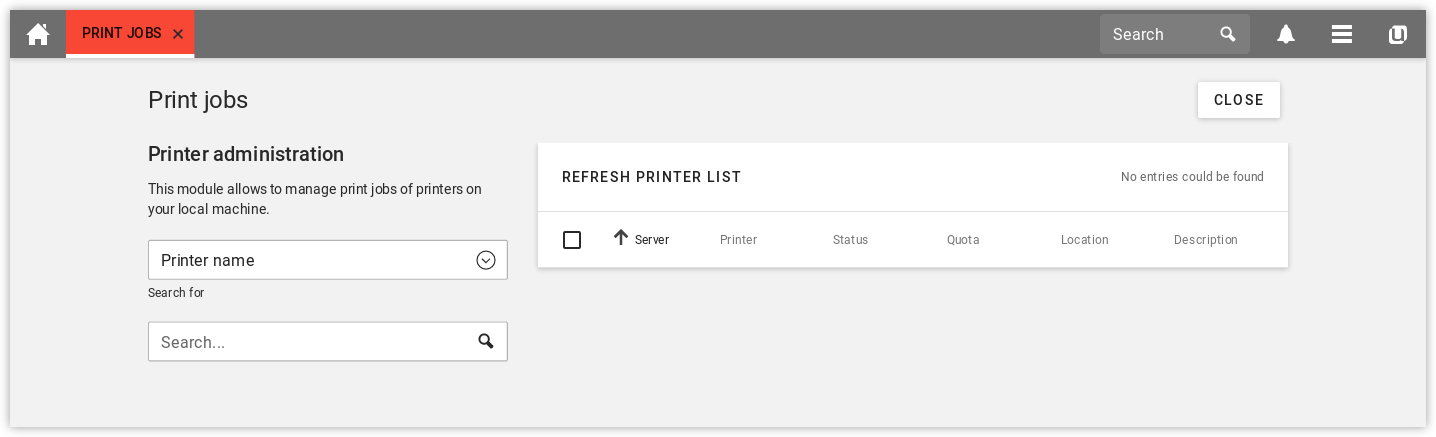 PRINT JOBS
Search
Print jobs
CLOSE
Printer administration
This module allows to manage print jobs of printers on
your local machine.
Printer name
Search for
Search...
REFRESH PRINTER LIST
No entries could be found
Server Printer Status Quota Location Description